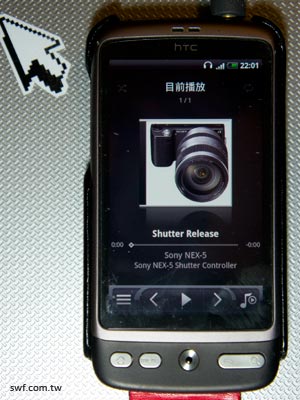 htc
22:01
目前播放
1 / 1
Shutter Release
0:00 -0:00
Sony NEX-5
Sony NEX-5 Shutter Controller
swf.com.tw